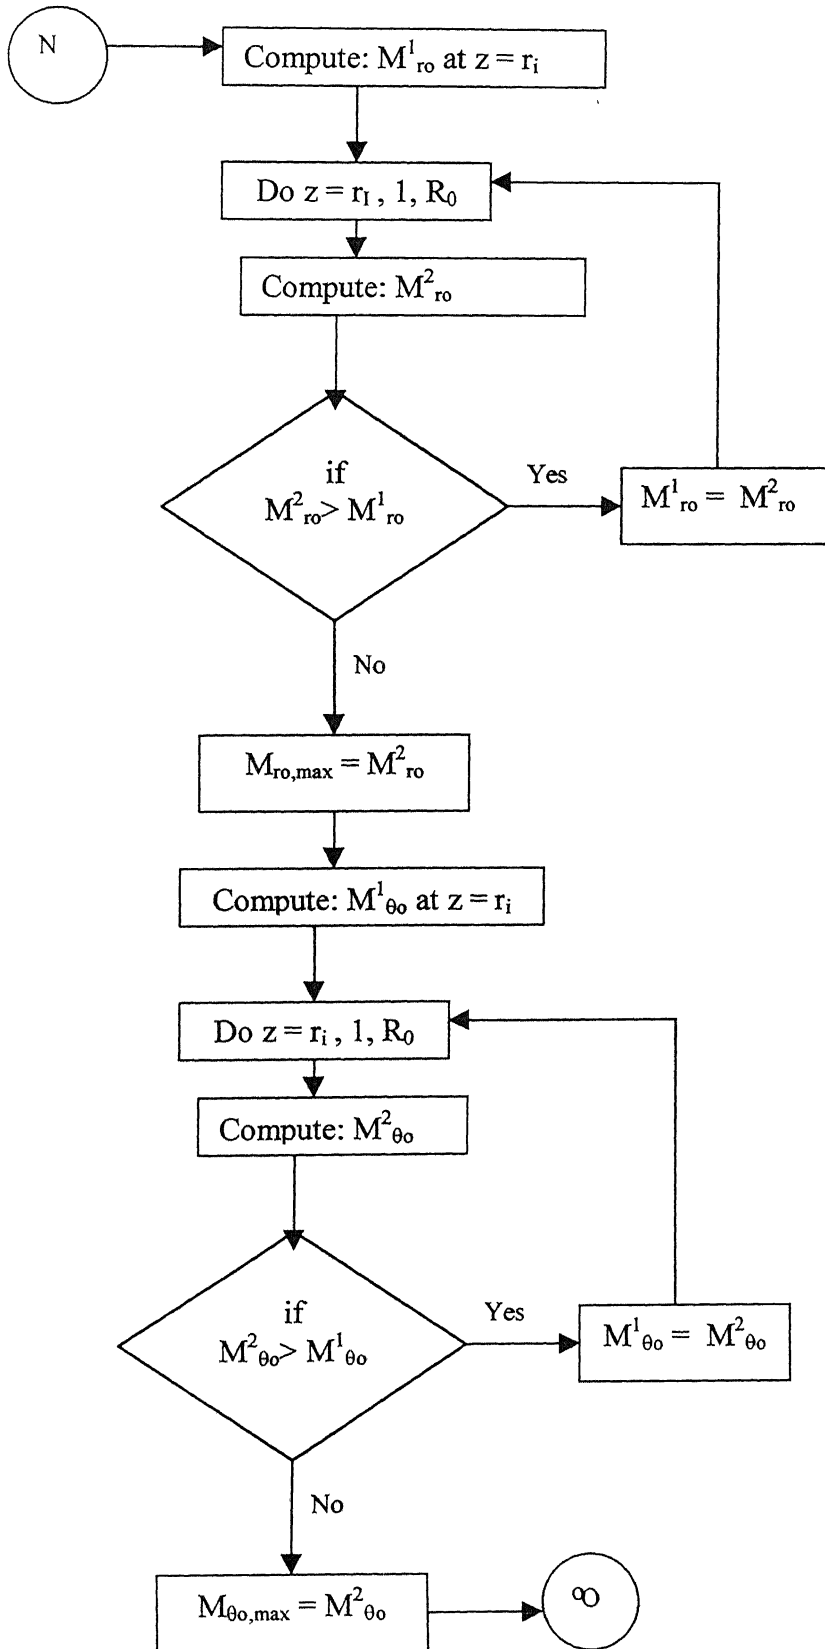 N
Compute: M¹ᵣₒ at z = rᵢ
Do z = r_I , 1, R₀
Compute: M²ᵣₒ
if
M²ᵣₒ> M¹ᵣₒ
Yes
M¹ᵣₒ = M²ᵣₒ
No
Mᵣₒ,ₘₐₓ = M²ᵣₒ
Compute: M¹θₒ at z = rᵢ
Do z = rᵢ , 1, R₀
Compute: M²θₒ
if
M²θₒ> M¹θₒ
Yes
M¹θₒ = M²θₒ
No
Mθₒ,ₘₐₓ = M²θₒ